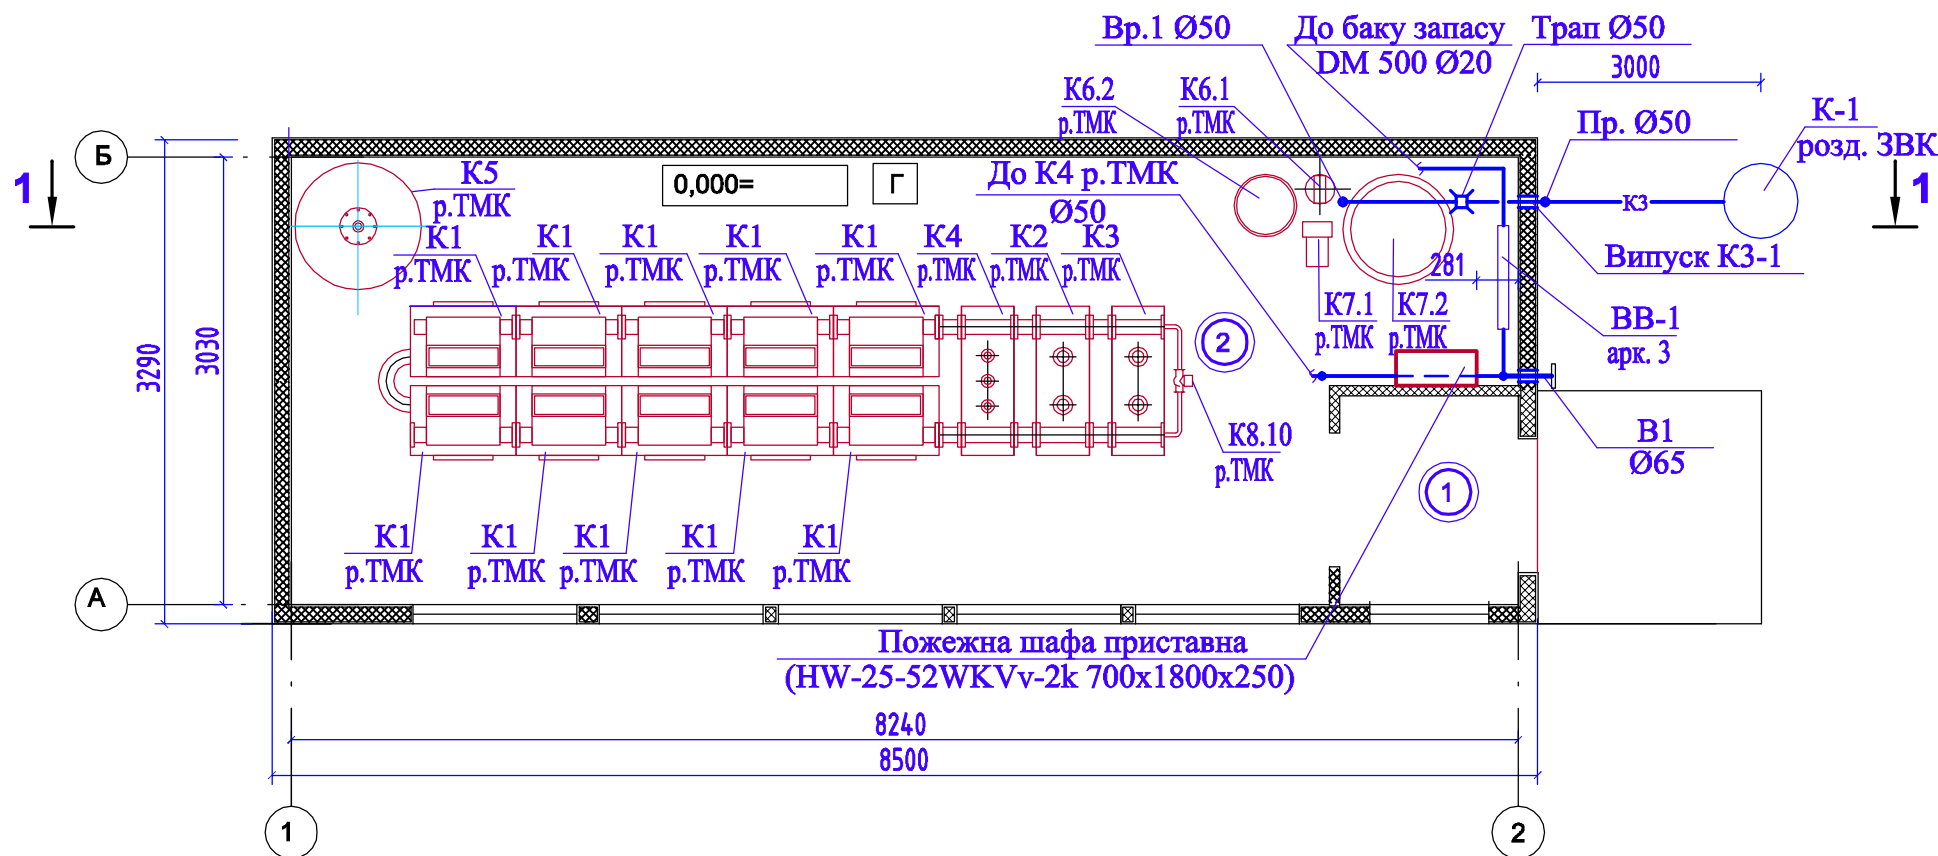 Вр.1 Ø50
До баку запасу
DM 500 Ø20
Трап Ø50
3000
К6.2
р.ТМК
К6.1
р.ТМК
Пр. Ø50
К-1
розд. ЗВК
Б
1
1
К5
р.ТМК
0,000=
Г
До К4 р.ТМК
Ø50
К3
Випуск К3-1
К1
р.ТМК
К1
р.ТМК
К1
р.ТМК
К1
р.ТМК
К1
р.ТМК
К4
р.ТМК
К2
р.ТМК
К3
р.ТМК
281
К7.1
р.ТМК
К7.2
р.ТМК
ВВ-1
арк. 3
2
3290
3030
К8.10
р.ТМК
В1
Ø65
1
К1
р.ТМК
К1
р.ТМК
К1
р.ТМК
К1
р.ТМК
К1
р.ТМК
А
Пожежна шафа приставна
(HW-25-52WKVv-2k 700x1800x250)
8240
8500
1
2